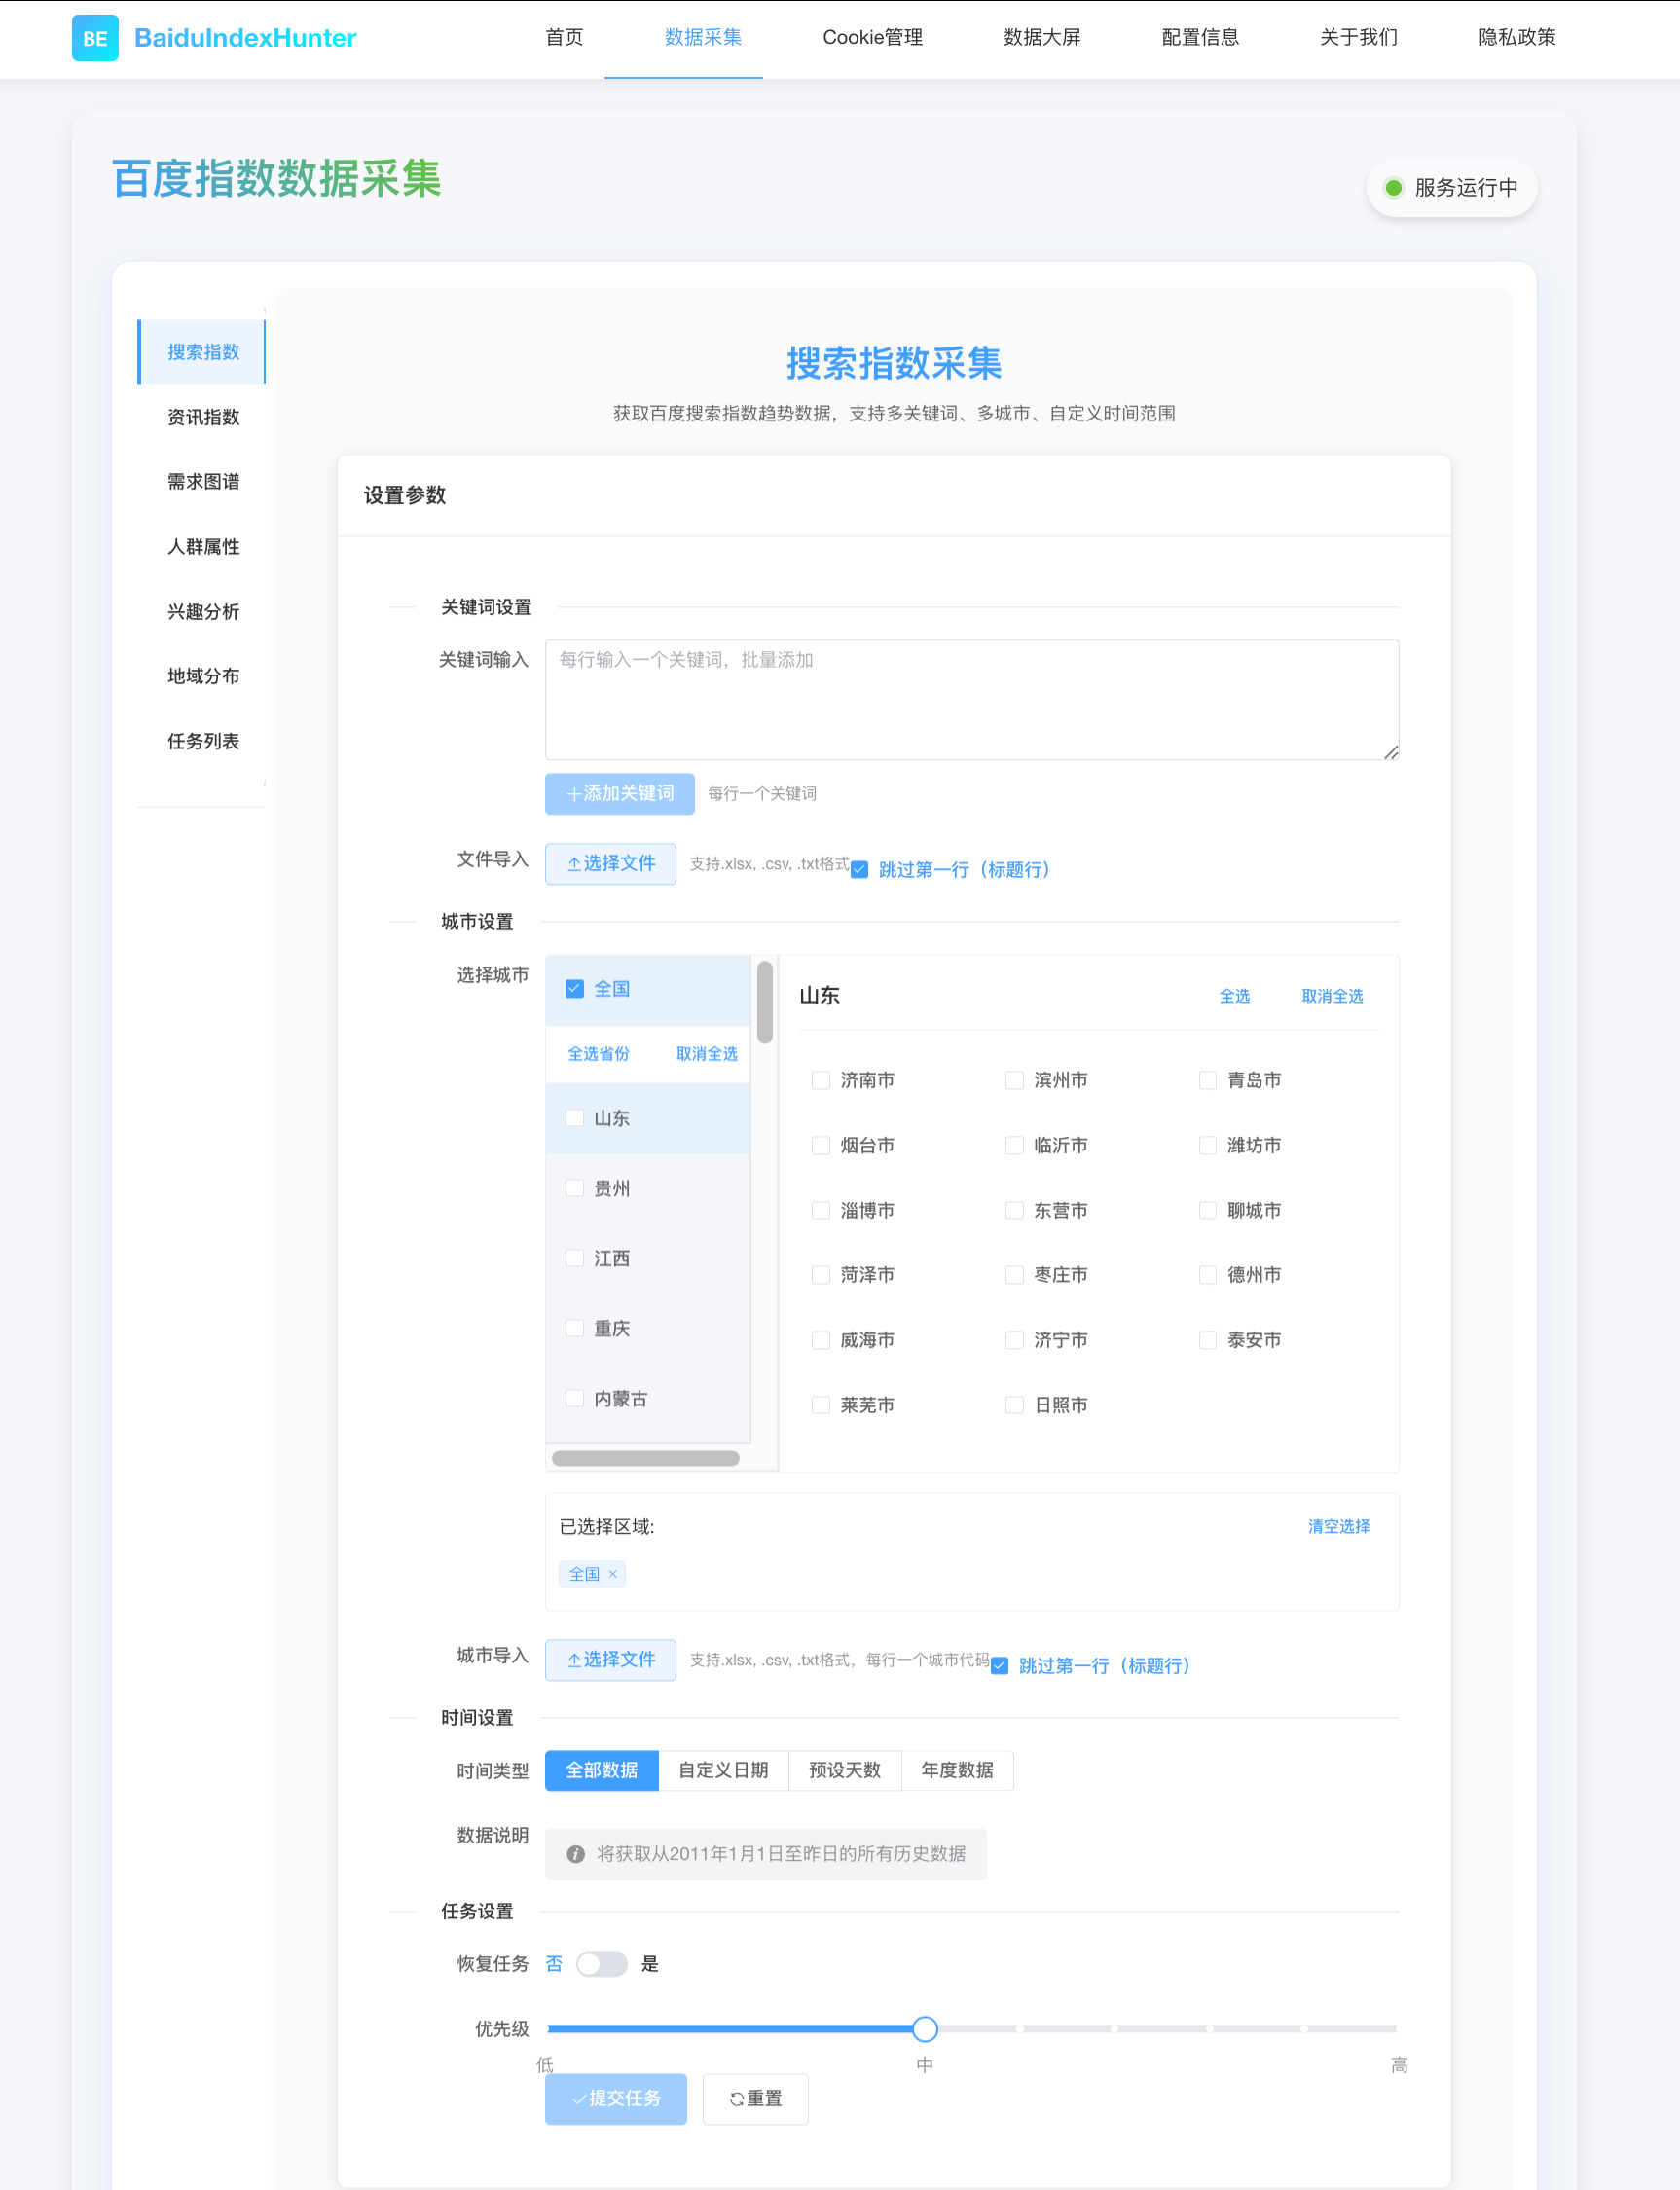 BE BaiduIndexHunter 首页 数据采集 Cookie管理 数据大屏 配置信息 关于我们 隐私政策
百度指数数据采集
服务运行中
搜索指数
资讯指数
需求图谱
人群属性
兴趣分析
地域分布
任务列表
搜索指数采集
获取百度搜索指数趋势数据，支持多关键词、多城市、自定义时间范围
设置参数
关键词设置
关键词输入 每行输入一个关键词，批量添加
添加关键词 每行一个关键词
文件导入 选择文件 支持.xlsx, .csv, .txt格式 跳过第一行（标题行）
城市设置
选择城市
全国
全选省份 取消全选
山东
贵州
江西
重庆
内蒙古
山东 全选 取消全选
济南市 滨州市 青岛市
烟台市 临沂市 潍坊市
淄博市 东营市 聊城市
菏泽市 枣庄市 德州市
威海市 济宁市 泰安市
莱芜市 日照市
已选择区域: 清空选择
全国 ×
城市导入 选择文件 支持.xlsx, .csv, .txt格式，每行一个城市代码 跳过第一行（标题行）
时间设置
时间类型 全部数据 自定义日期 预设天数 年度数据
数据说明 将获取从2011年1月1日至昨日的所有历史数据
任务设置
恢复任务 否 是
优先级
低 中 高
提交任务 重置